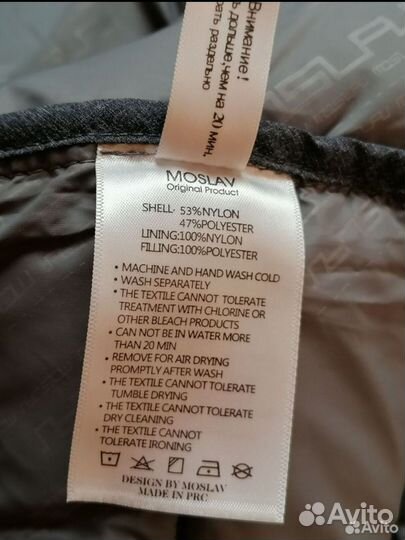 Внимание!
дольше, чем на 20 мин.
раздельно
MOSLAV
Original Product
SHELL: 53%NYLON
47%POLYESTER
LINING:100%NYLON
FILLING:100%POLYESTER
• MACHINE AND HAND WASH COLD
• WASH SEPARATELY
• THE TEXTILE CANNOT TOLERATE
TREATMENT WITH CHLORINE OR
OTHER BLEACH PRODUCTS
• CAN NOT BE IN WATER MORE
THAN 20 MIN
• REMOVE FOR AIR DRYING
PROMPTLY AFTER WASH
• THE TEXTILE CANNOT TOLERATE
TUMBLE DRYING
• THE TEXTILE CANNOT TOLERATE
DRY CLEANING
• THE TEXTILE CANNOT
TOLERATE IRONING
DESIGN BY MOSLAV
MADE IN PRC
Avito
Avito